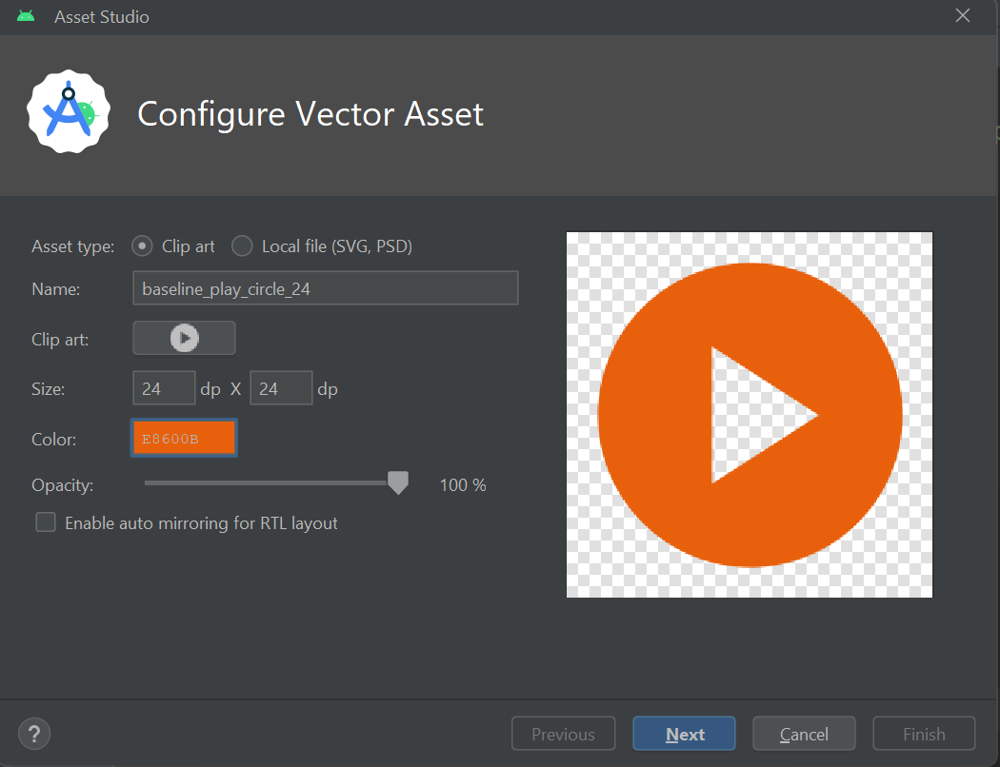 Asset Studio
Configure Vector Asset
Asset type: Clip art Local file (SVG, PSD)
Name: baseline_play_circle_24
Clip art:
Size: 24 dp X 24 dp
Color: E8600B
Opacity: 100 %
Enable auto mirroring for RTL layout
? Previous Next Cancel Finish